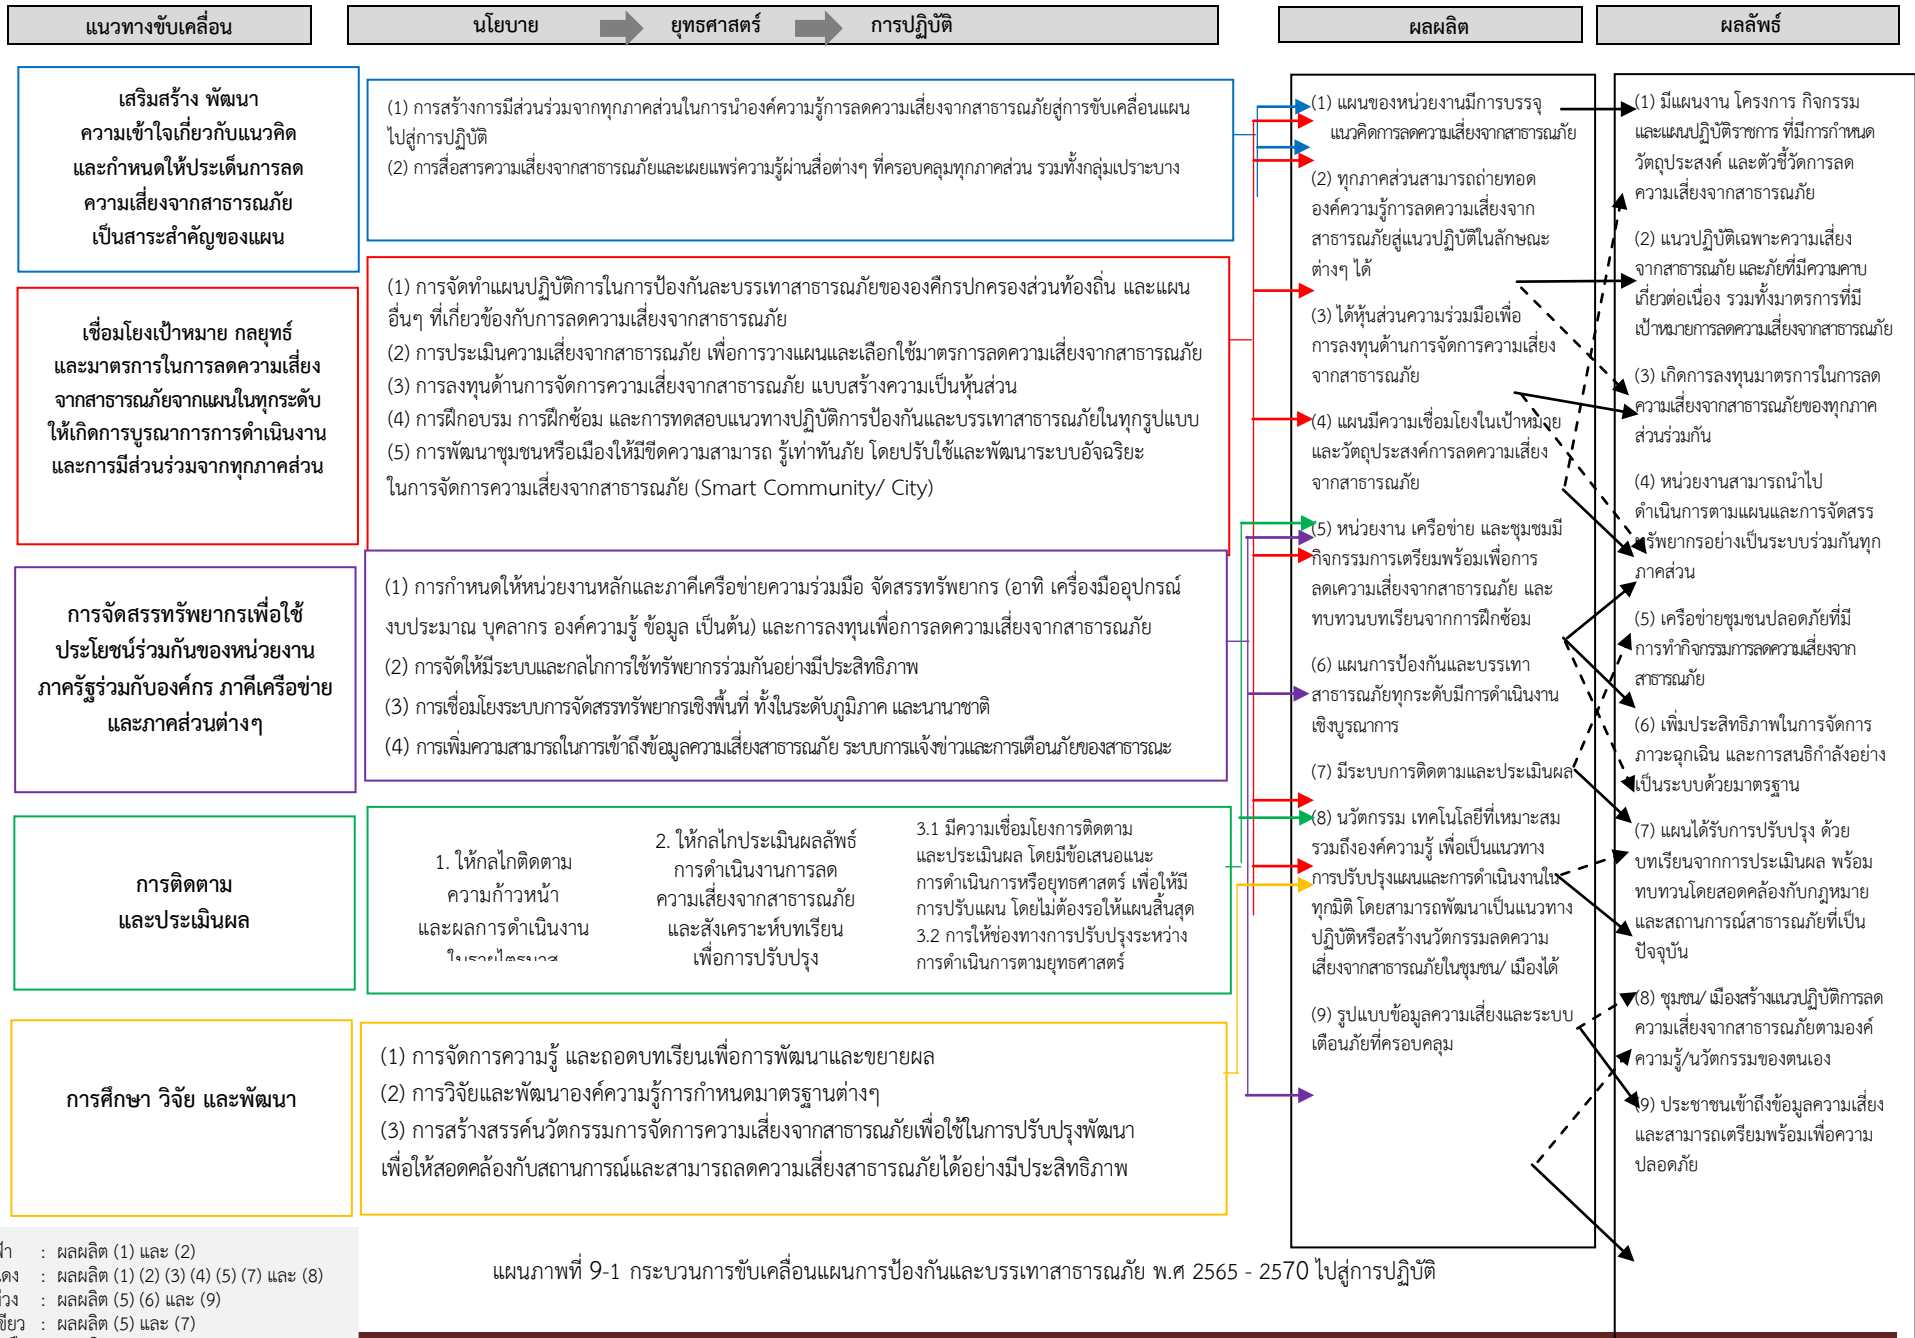 แนวทางขับเคลื่อน
นโยบาย ยุทธศาสตร์ การปฏิบัติ
ผลผลิต
ผลลัพธ์
เสริมสร้าง พัฒนา
ความเข้าใจเกี่ยวกับแนวคิด
และกำหนดให้ประเด็นการลด
ความเสี่ยงจากสาธารณภัย
เป็นสาระสำคัญของแผน
(1) การสร้างการมีส่วนร่วมจากทุกภาคส่วนในการนำองค์ความรู้การลดความเสี่ยงจากสาธารณภัยสู่การขับเคลื่อนแผน
ไปสู่การปฏิบัติ
(2) การสื่อสารความเสี่ยงจากสาธารณภัยและเผยแพร่ความรู้ผ่านสื่อต่างๆ ที่ครอบคลุมทุกภาคส่วน รวมทั้งกลุ่มเปราะบาง
เชื่อมโยงเป้าหมาย กลยุทธ์
และมาตรการในการลดความเสี่ยง
จากสาธารณภัยจากแผนในทุกระดับ
ให้เกิดการบูรณาการการดำเนินงาน
และการมีส่วนร่วมจากทุกภาคส่วน
(1) การจัดทำแผนปฏิบัติการในการป้องกันละบรรเทาสาธารณภัยขององค์กรปกครองส่วนท้องถิ่น และแผน
อื่นๆ ที่เกี่ยวข้องกับการลดความเสี่ยงจากสาธารณภัย
(2) การประเมินความเสี่ยงจากสาธารณภัย เพื่อการวางแผนและเลือกใช้มาตรการลดความเสี่ยงจากสาธารณภัย
(3) การลงทุนด้านการจัดการความเสี่ยงจากสาธารณภัย แบบสร้างความเป็นหุ้นส่วน
(4) การฝึกอบรม การฝึกซ้อม และการทดสอบแนวทางปฏิบัติการป้องกันและบรรเทาสาธารณภัยในทุกรูปแบบ
(5) การพัฒนาชุมชนหรือเมืองให้มีขีดความสามารถ รู้เท่าทันภัย โดยปรับใช้และพัฒนาระบบอัจฉริยะ
ในการจัดการความเสี่ยงจากสาธารณภัย (Smart Community/ City)
การจัดสรรทรัพยากรเพื่อใช้
ประโยชน์ร่วมกันของหน่วยงาน
ภาครัฐร่วมกับองค์กร ภาคีเครือข่าย
และภาคส่วนต่างๆ
(1) การกำหนดให้หน่วยงานหลักและภาคีเครือข่ายความร่วมมือ จัดสรรทรัพยากร (อาทิ เครื่องมืออุปกรณ์
งบประมาณ บุคลากร องค์ความรู้ ข้อมูล เป็นต้น) และการลงทุนเพื่อการลดความเสี่ยงจากสาธารณภัย
(2) การจัดให้มีระบบและกลไกการใช้ทรัพยากรร่วมกันอย่างมีประสิทธิภาพ
(3) การเชื่อมโยงระบบการจัดสรรทรัพยากรเชิงพื้นที่ ทั้งในระดับภูมิภาค และนานาชาติ
(4) การเพิ่มความสามารถในการเข้าถึงข้อมูลความเสี่ยงสาธารณภัย ระบบการแจ้งข่าวและการเตือนภัยของสาธารณะ
การติดตาม
และประเมินผล
1. ให้กลไกติดตาม
ความก้าวหน้า
และผลการดำเนินงาน
ในรายไตรมาส
2. ให้กลไกประเมินผลลัพธ์
การดำเนินงานการลด
ความเสี่ยงจากสาธารณภัย
และสังเคราะห์บทเรียน
เพื่อการปรับปรุง
3.1 มีความเชื่อมโยงการติดตาม
และประเมินผล โดยมีข้อเสนอแนะ
การดำเนินการหรือยุทธศาสตร์ เพื่อให้มี
การปรับแผน โดยไม่ต้องรอให้แผนสิ้นสุด
3.2 การให้ช่องทางการปรับปรุงระหว่าง
การดำเนินการตามยุทธศาสตร์
การศึกษา วิจัย และพัฒนา
(1) การจัดการความรู้ และถอดบทเรียนเพื่อการพัฒนาและขยายผล
(2) การวิจัยและพัฒนาองค์ความรู้การกำหนดมาตรฐานต่างๆ
(3) การสร้างสรรค์นวัตกรรมการจัดการความเสี่ยงจากสาธารณภัยเพื่อใช้ในการปรับปรุงพัฒนา
เพื่อให้สอดคล้องกับสถานการณ์และสามารถลดความเสี่ยงสาธารณภัยได้อย่างมีประสิทธิภาพ
(1) แผนของหน่วยงานมีการบรรจุ
แนวคิดการลดความเสี่ยงจากสาธารณภัย
(2) ทุกภาคส่วนสามารถถ่ายทอด
องค์ความรู้การลดความเสี่ยงจาก
สาธารณภัยสู่แนวปฏิบัติในลักษณะ
ต่างๆ ได้
(3) ได้หุ้นส่วนความร่วมมือเพื่อ
การลงทุนด้านการจัดการความเสี่ยง
จากสาธารณภัย
(4) แผนมีความเชื่อมโยงในเป้าหมาย
และวัตถุประสงค์การลดความเสี่ยง
จากสาธารณภัย
(5) หน่วยงาน เครือข่าย และชุมชมมี
กิจกรรมการเตรียมพร้อมเพื่อการ
ลดเความเสี่ยงจากสาธารณภัย และ
ทบทวนบทเรียนจากการฝึกซ้อม
(6) แผนการป้องกันและบรรเทา
สาธารณภัยทุกระดับมีการดำเนินงาน
เชิงบูรณาการ
(7) มีระบบการติดตามและประเมินผล
(8) นวัตกรรม เทคโนโลยีที่เหมาะสม
รวมถึงองค์ความรู้ เพื่อเป็นแนวทาง
การปรับปรุงแผนและการดำเนินงานใน
ทุกมิติ โดยสามารถพัฒนาเป็นแนวทาง
ปฏิบัติหรือสร้างนวัตกรรมลดความ
เสี่ยงจากสาธารณภัยในชุมชน/ เมืองได้
(9) รูปแบบข้อมูลความเสี่ยงและระบบ
เตือนภัยที่ครอบคลุม
(1) มีแผนงาน โครงการ กิจกรรม
และแผนปฏิบัติราชการ ที่มีการกำหนด
วัตถุประสงค์ และตัวชี้วัดการลด
ความเสี่ยงจากสาธารณภัย
(2) แนวปฏิบัติเฉพาะความเสี่ยง
จากสาธารณภัย และภัยที่มีความคาบ
เกี่ยวต่อเนื่อง รวมทั้งมาตรการที่มี
เป้าหมายการลดความเสี่ยงจากสาธารณภัย
(3) เกิดการลงทุนมาตรการในการลด
ความเสี่ยงจากสาธารณภัยของทุกภาค
ส่วนร่วมกัน
(4) หน่วยงานสามารถนำไป
ดำเนินการตามแผนและการจัดสรร
ทรัพยากรอย่างเป็นระบบร่วมกันทุก
ภาคส่วน
(5) เครือข่ายชุมชนปลอดภัยที่มี
การทำกิจกรรมการลดความเสี่ยงจาก
สาธารณภัย
(6) เพิ่มประสิทธิภาพในการจัดการ
ภาวะฉุกเฉิน และการสนธิกำลังอย่าง
เป็นระบบด้วยมาตรฐาน
(7) แผนได้รับการปรับปรุง ด้วย
บทเรียนจากการประเมินผล พร้อม
ทบทวนโดยสอดคล้องกับกฎหมาย
และสถานการณ์สาธารณภัยที่เป็น
ปัจจุบัน
(8) ชุมชน/ เมืองสร้างแนวปฏิบัติการลด
ความเสี่ยงจากสาธารณภัยตามองค์
ความรู้/นวัตกรรมของตนเอง
(9) ประชาชนเข้าถึงข้อมูลความเสี่ยง
และสามารถเตรียมพร้อมเพื่อความ
ปลอดภัย
: ผลผลิต (1) และ (2)
: ผลผลิต (1) (2) (3) (4) (5) (7) และ (8)
: ผลผลิต (5) (6) และ (9)
: ผลผลิต (5) และ (7)
แผนภาพที่ 9-1 กระบวนการขับเคลื่อนแผนการป้องกันและบรรเทาสาธารณภัย พ.ศ 2565 - 2570 ไปสู่การปฏิบัติ